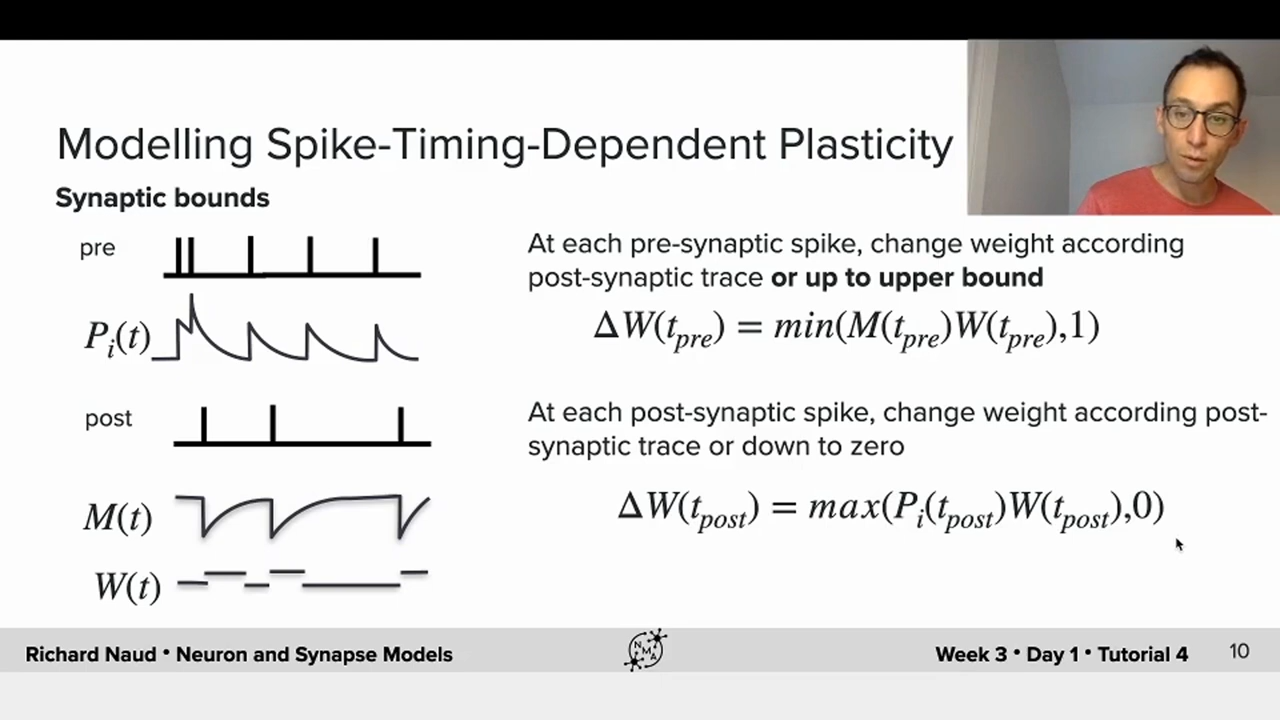 Modelling Spike-Timing-Dependent Plasticity
Synaptic bounds
pre
P_i(t)
post
M(t)
W(t)
At each pre-synaptic spike, change weight according
post-synaptic trace or up to upper bound
ΔW(t_pre) = min(M(t_pre)W(t_pre),1)
At each post-synaptic spike, change weight according post-
synaptic trace or down to zero
ΔW(t_post) = max(P_i(t_post)W(t_post),0)
Richard Naud • Neuron and Synapse Models
NMA
Week 3 • Day 1 • Tutorial 4
10